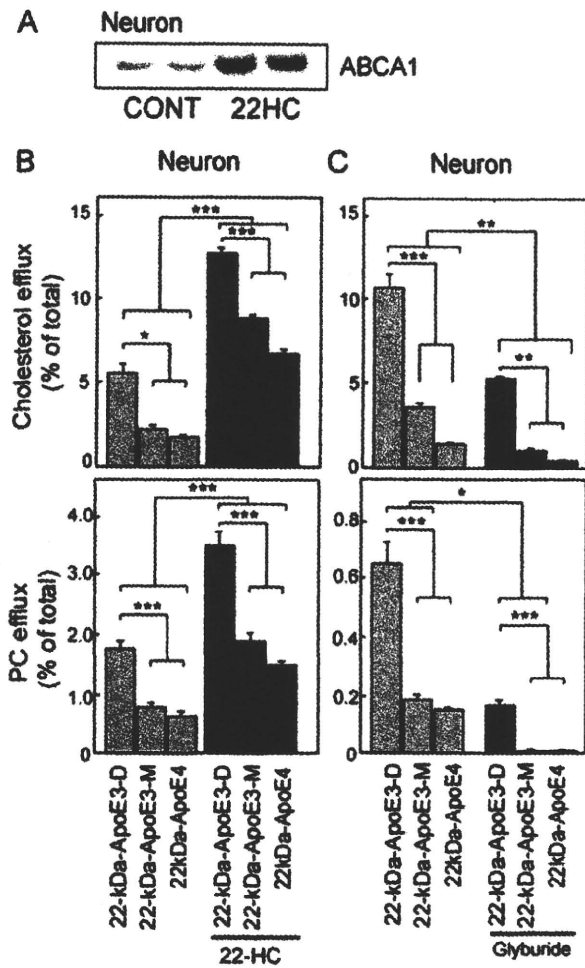 A
Neuron
ABCA1
CONT 22HC
B
Neuron
Cholesterol efflux
(% of total)
15
10
5
0
***
*
***
PC efflux
(% of total)
4.0
3.0
2.0
1.0
0
***
***
***
22-kDa-ApoE3-D
22-kDa-ApoE3-M
22kDa-ApoE4
22-kDa-ApoE3-D
22-kDa-ApoE3-M
22kDa-ApoE4
22-HC
C
Neuron
15
10
5
0
**
***
**
0.8
0.6
0.4
0.2
0
*
***
***
22-kDa-ApoE3-D
22-kDa-ApoE3-M
22kDa-ApoE4
22-kDa-ApoE3-D
22-kDa-ApoE3-M
22kDa-ApoE4
Glyburide